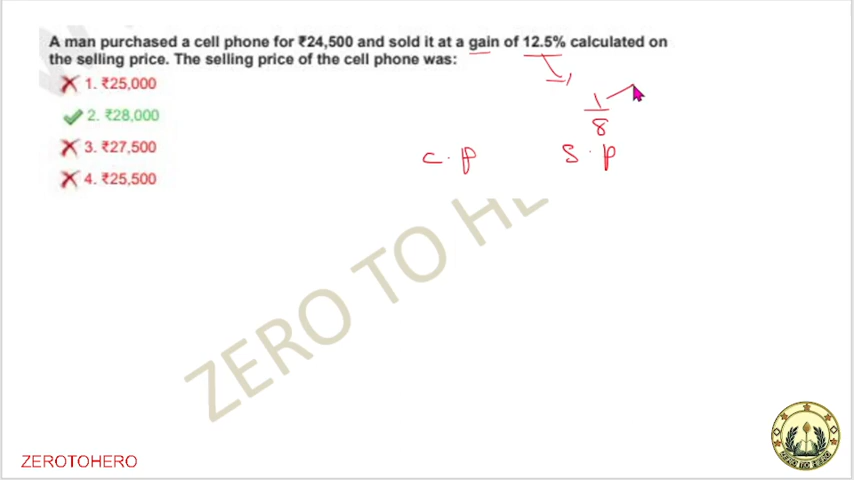 A man purchased a cell phone for ₹24,500 and sold it at a gain of 12.5% calculated on
the selling price. The selling price of the cell phone was:
1. ₹25,000
2. ₹28,000
3. ₹27,500
4. ₹25,500
1
8
C.P S.P
ZERO TO HE
ZEROTOHERO